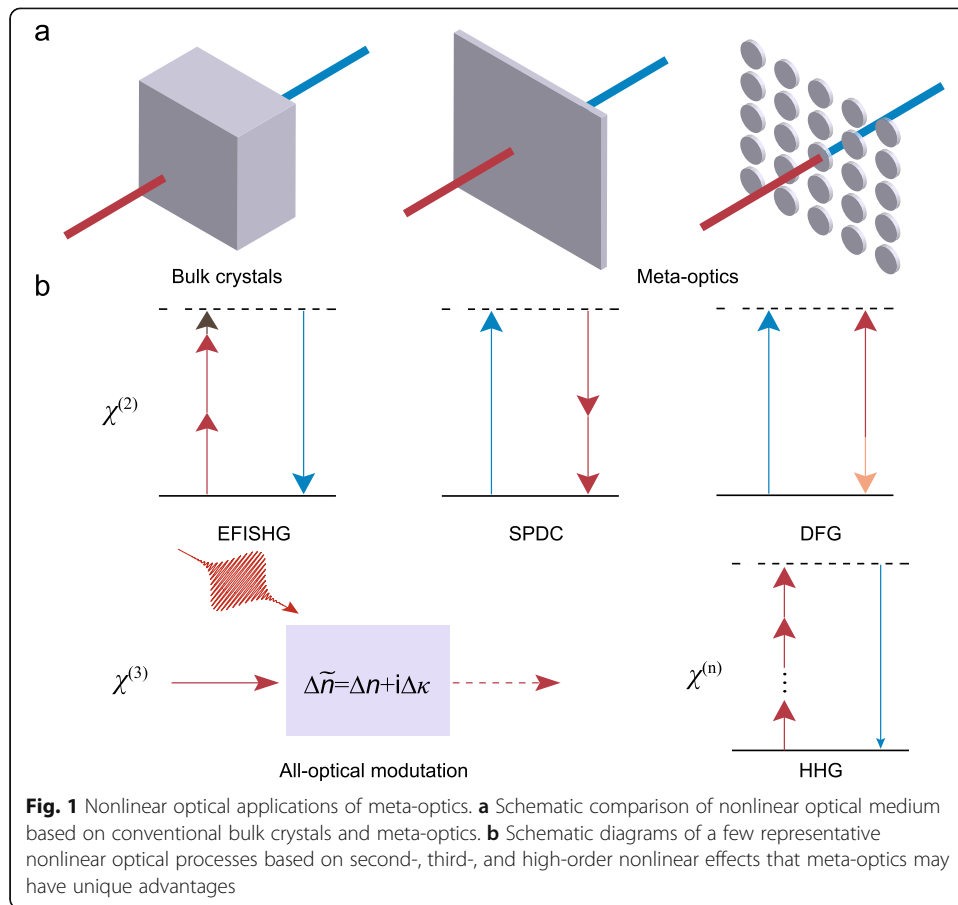 a
Bulk crystals
Meta-optics
b
χ(2)
EFISHG
SPDC
DFG
χ(3)
Δñ=Δn+iΔκ
χ(n)
All-optical modutation
HHG
Fig. 1 Nonlinear optical applications of meta-optics. a Schematic comparison of nonlinear optical medium
based on conventional bulk crystals and meta-optics. b Schematic diagrams of a few representative
nonlinear optical processes based on second-, third-, and high-order nonlinear effects that meta-optics may
have unique advantages